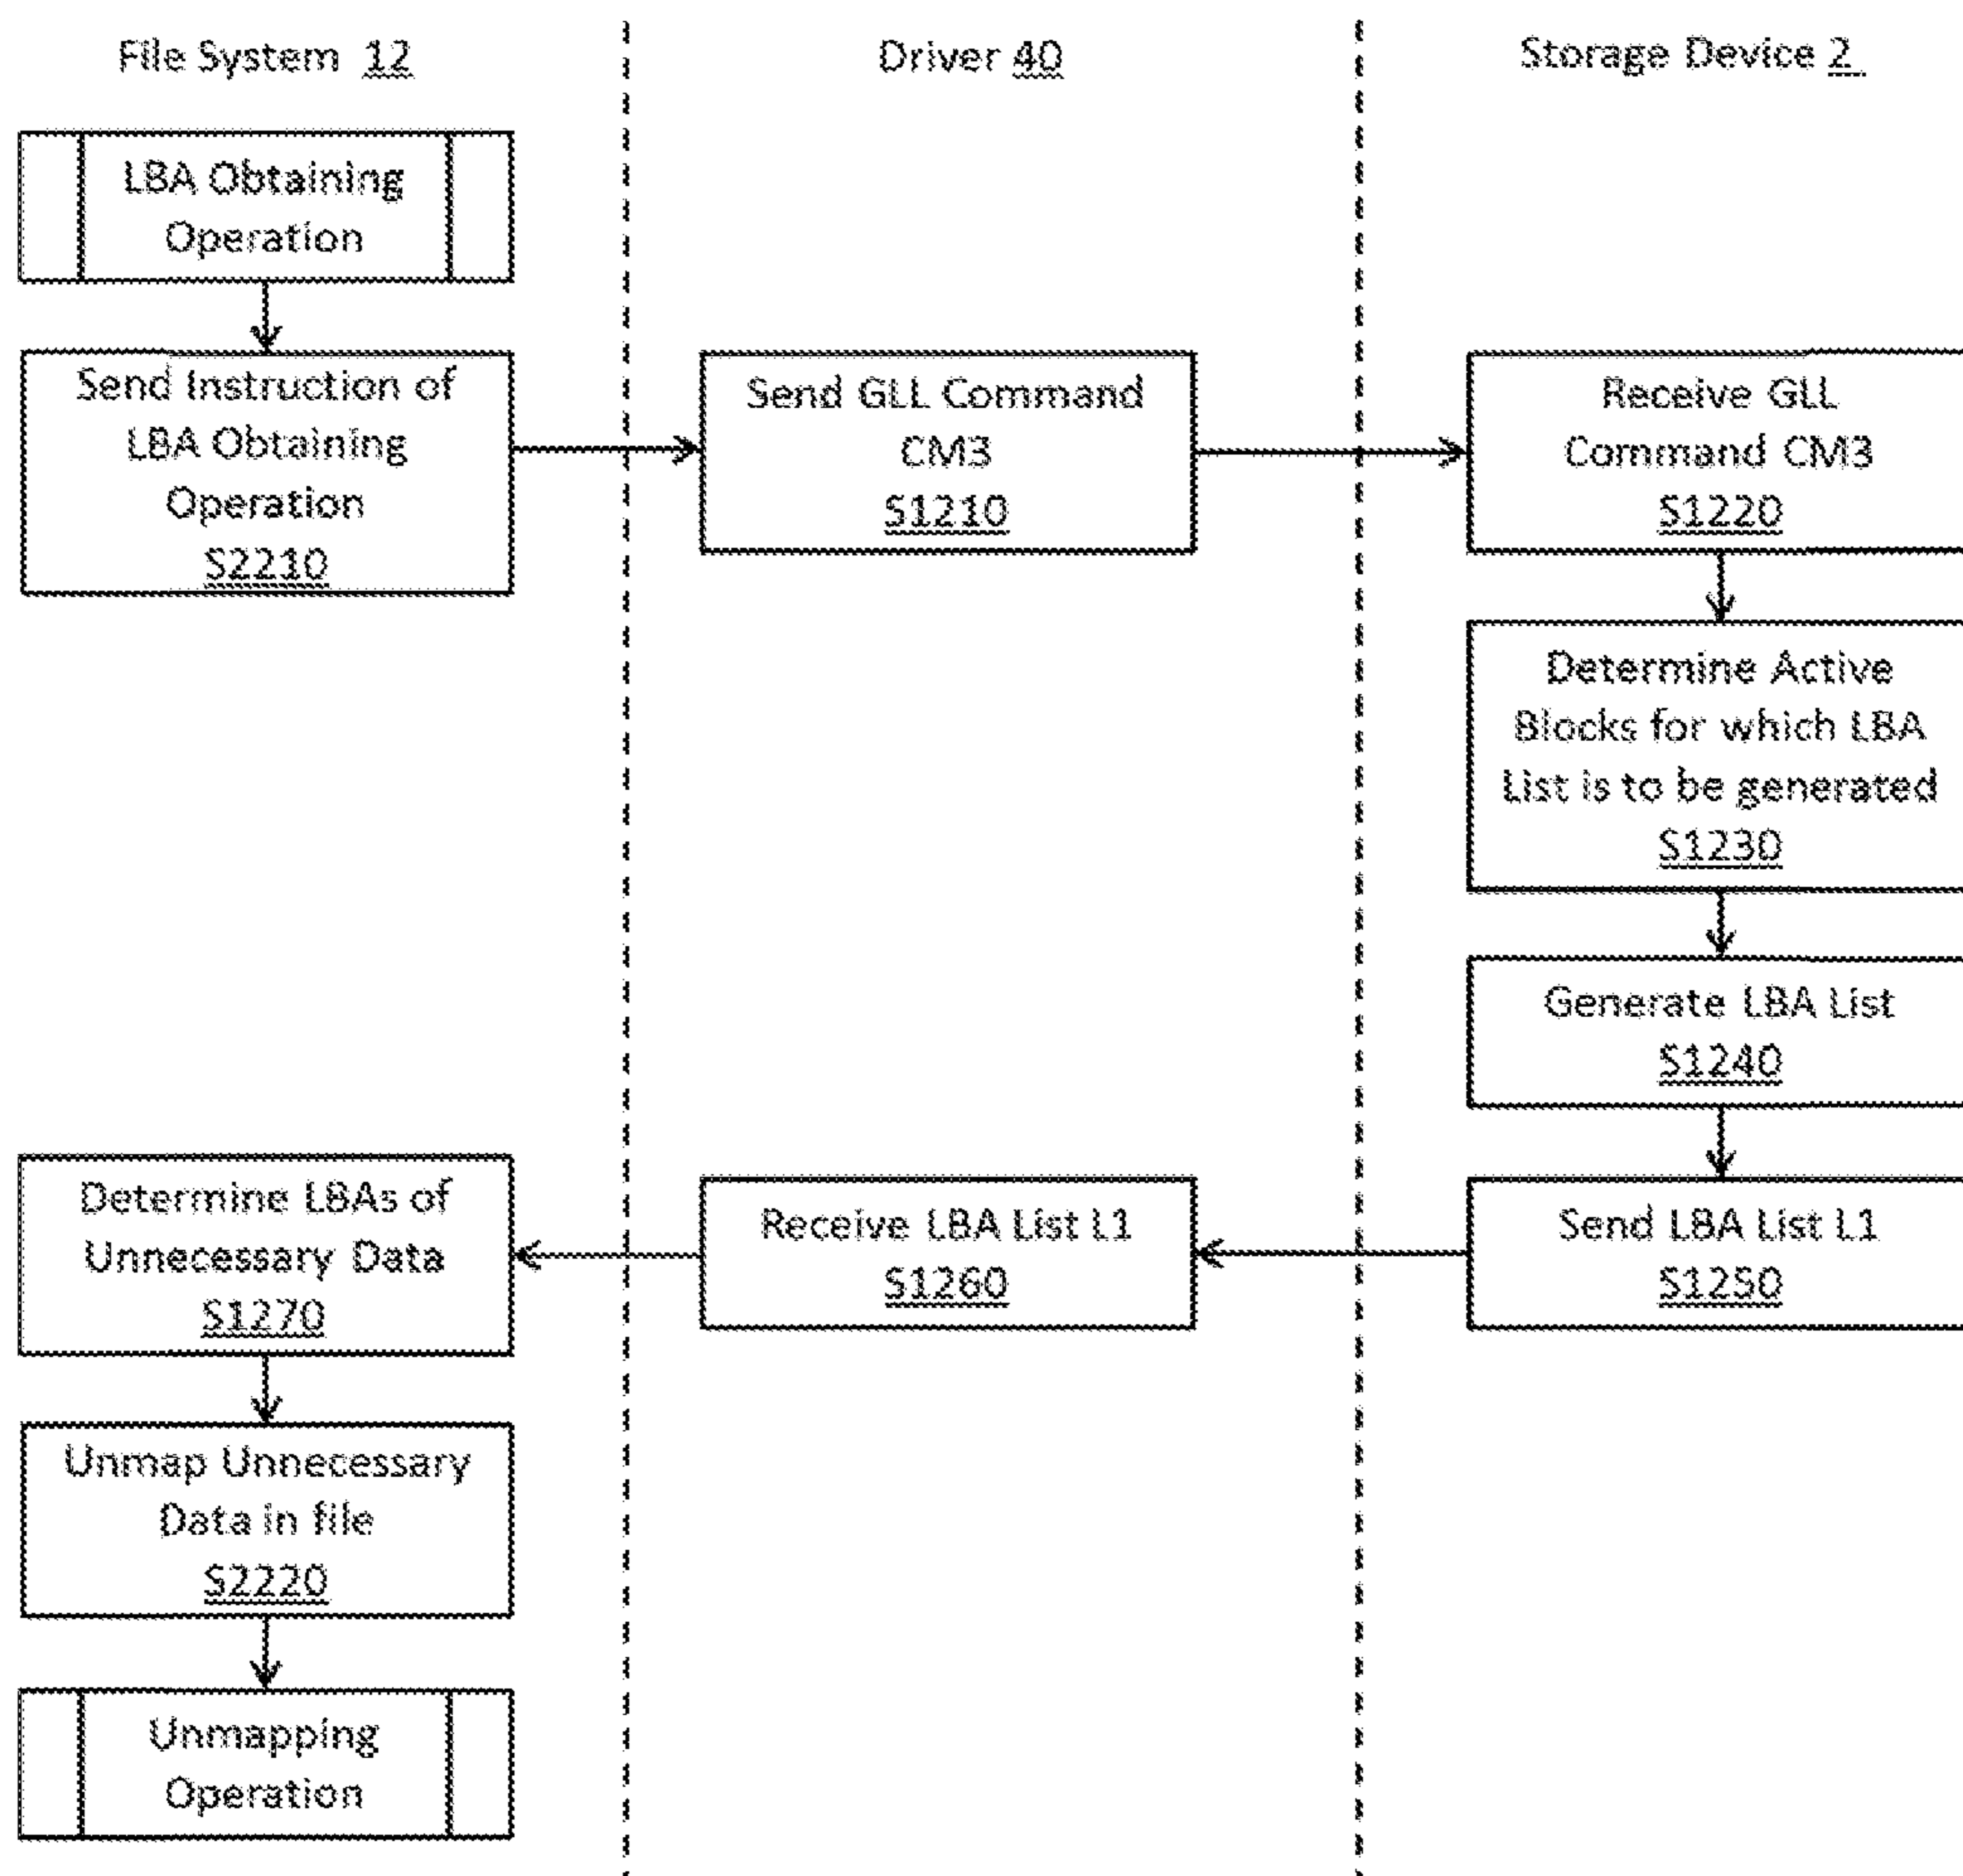 File System 12
Driver 40
Storage Device 2
LBA Obtaining
Operation
Send Instruction of
LBA Obtaining
Operation
S2210
Send GLL Command
CM3
S1210
Receive GLL
Command CM3
S1220
Determine Active
Blocks for which LBA
List is to be generated
S1230
Generate LBA List
S1240
Send LBA List L1
S1250
Receive LBA List L1
S1260
Determine LBAs of
Unnecessary Data
S1270
Unmap Unnecessary
Data in file
S2220
Unmapping
Operation